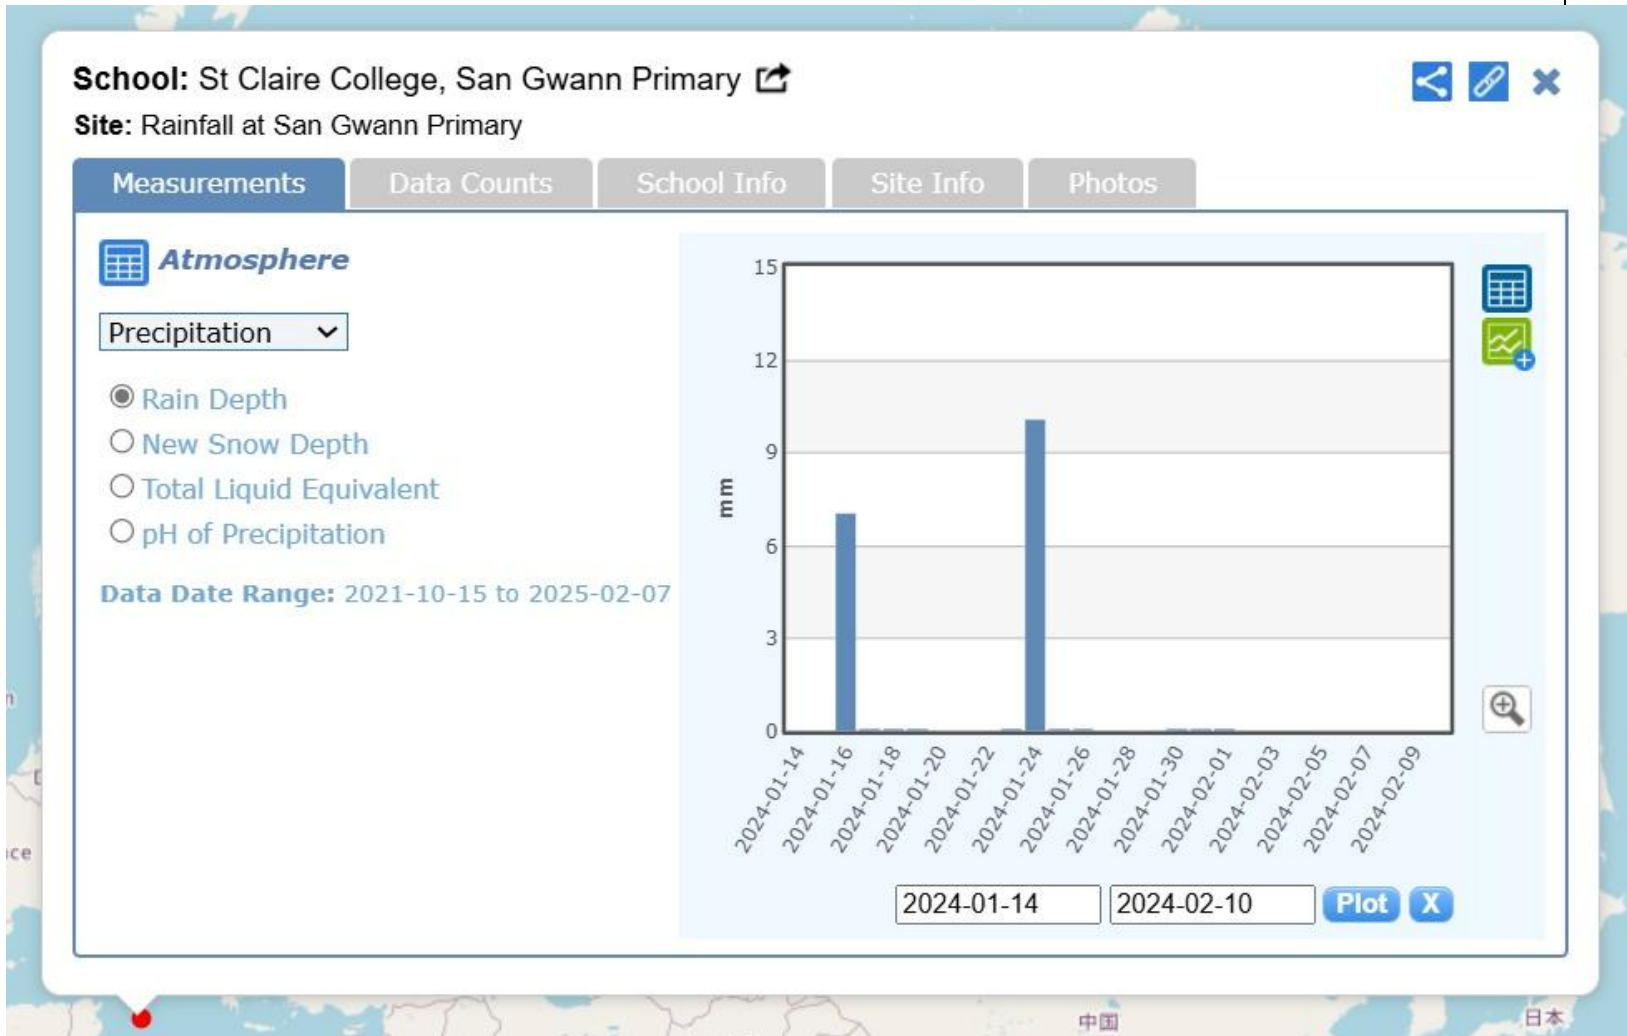 School: St Claire College, San Gwann Primary
Site: Rainfall at San Gwann Primary
Measurements
Data Counts
School Info
Site Info
Photos
Atmosphere
Precipitation
Rain Depth
New Snow Depth
Total Liquid Equivalent
pH of Precipitation
Data Date Range: 2021-10-15 to 2025-02-07
15
12
9
6
3
0
mm
2024-01-14
2024-01-16
2024-01-18
2024-01-20
2024-01-22
2024-01-24
2024-01-26
2024-01-28
2024-01-30
2024-02-01
2024-02-03
2024-02-05
2024-02-07
2024-02-09
2024-01-14
2024-02-10
Plot
X
中国
日本